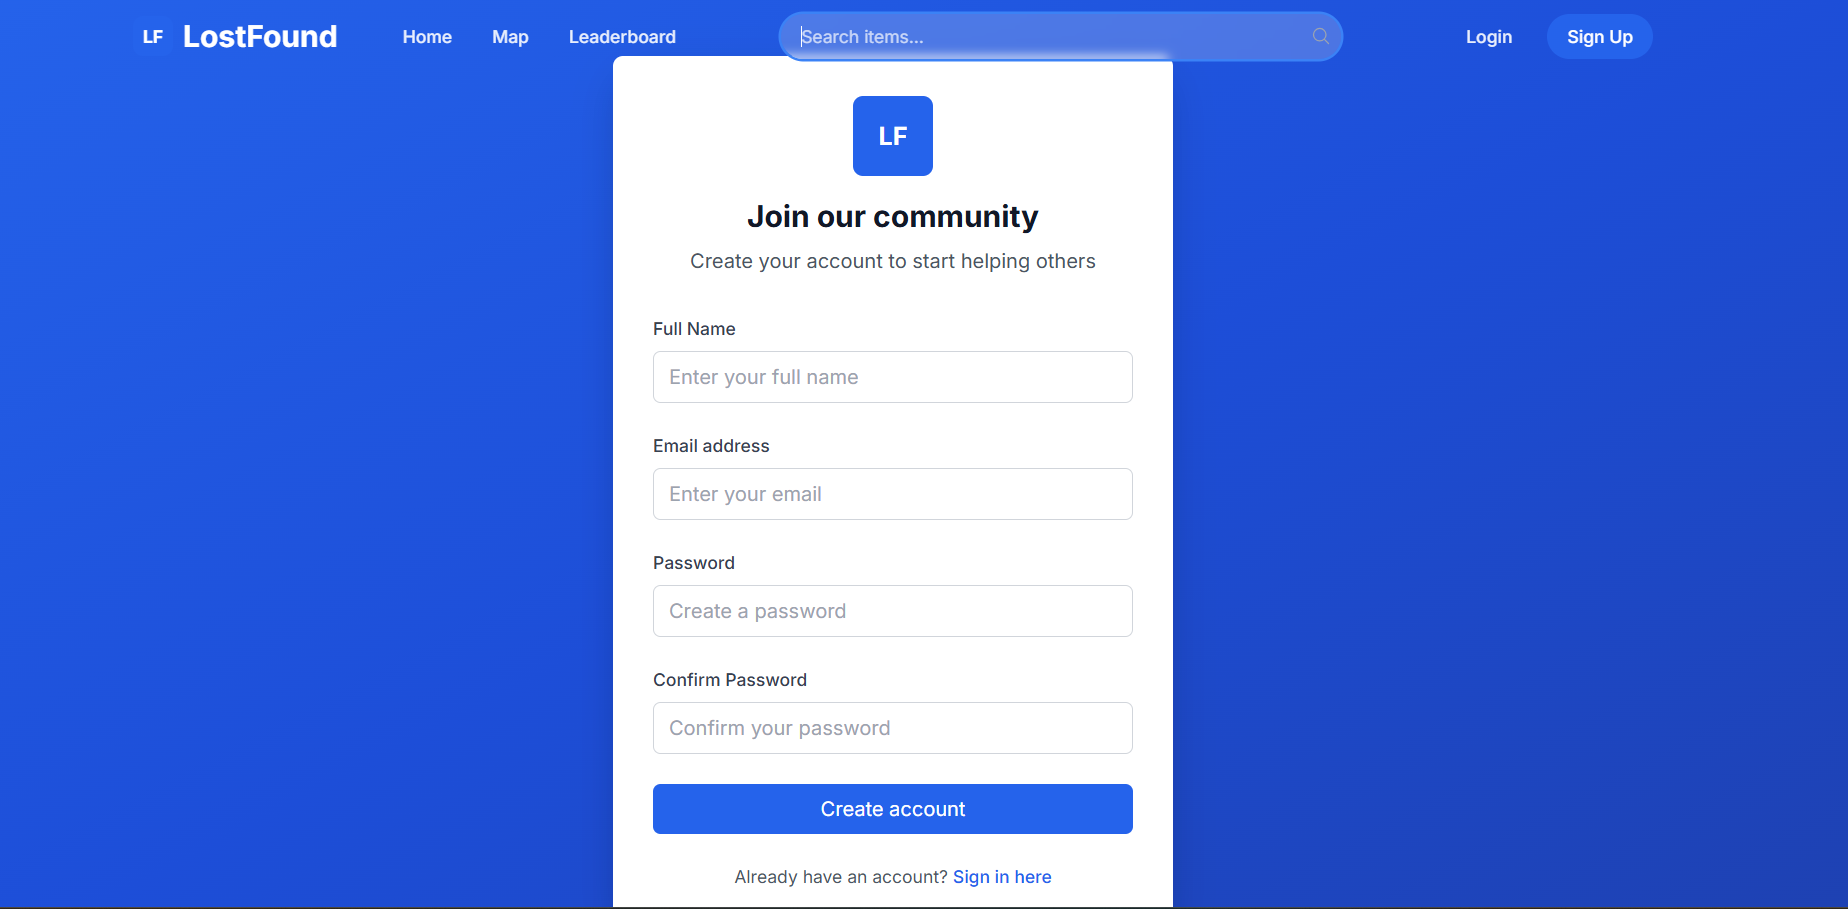 LF LostFound Home Map Leaderboard Search items... Login Sign Up
LF
Join our community
Create your account to start helping others
Full Name
Enter your full name
Email address
Enter your email
Password
Create a password
Confirm Password
Confirm your password
Create account
Already have an account? Sign in here